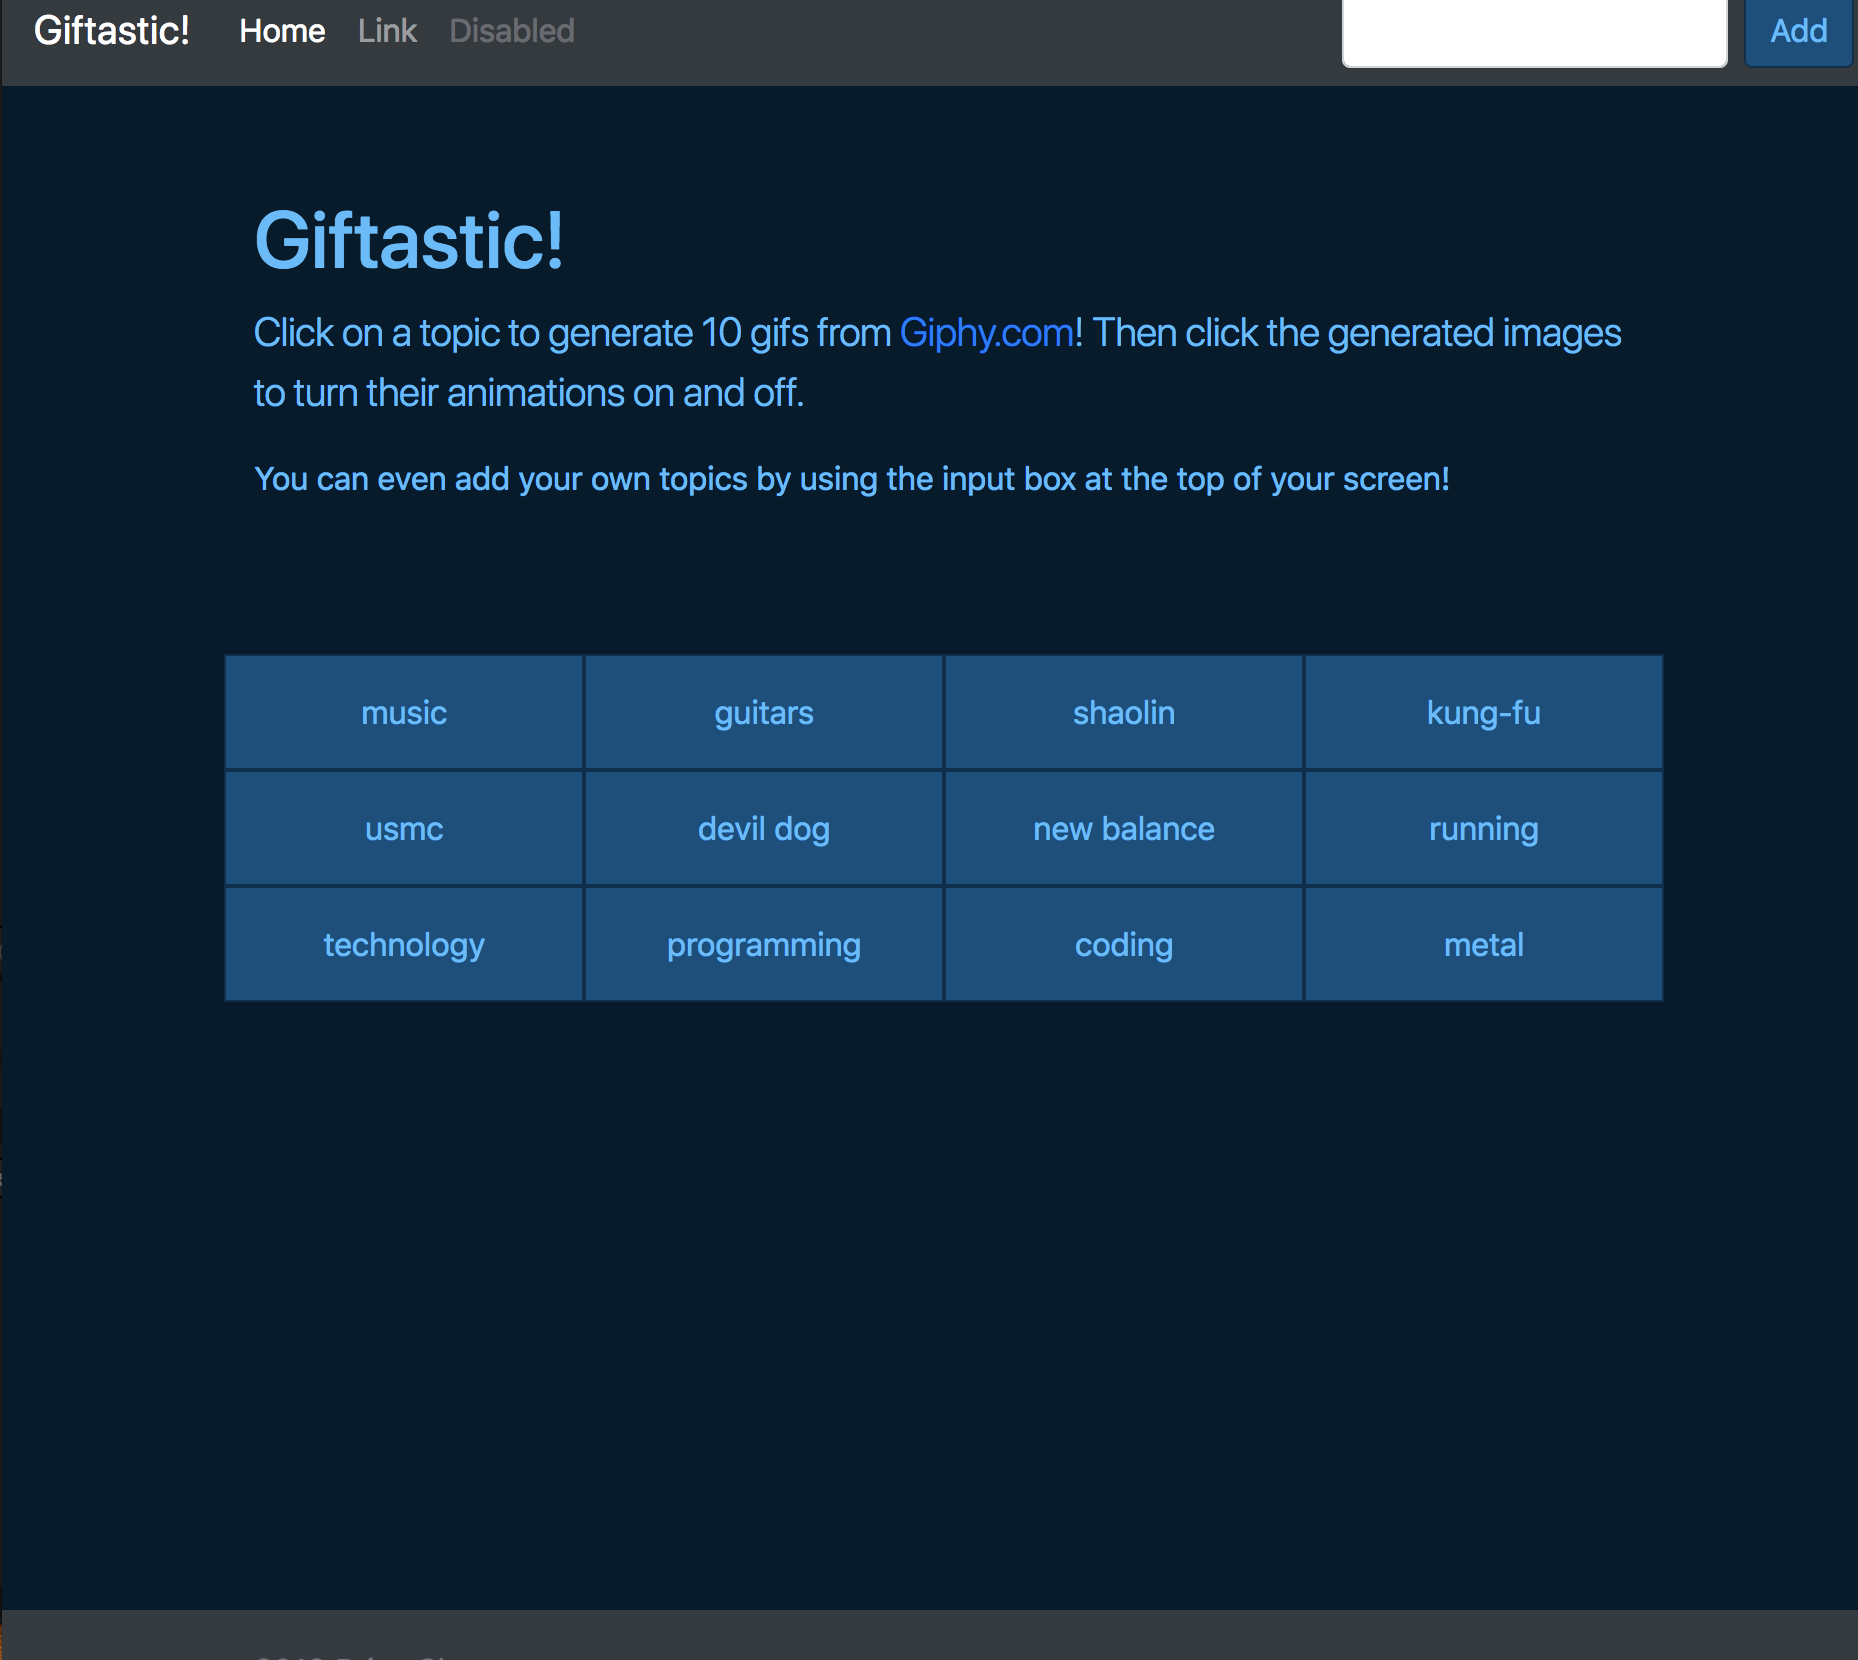 Giftastic! Home Link Disabled Add
Giftastic!
Click on a topic to generate 10 gifs from Giphy.com! Then click the generated images
to turn their animations on and off.
You can even add your own topics by using the input box at the top of your screen!
music guitars shaolin kung-fu
usmc devil dog new balance running
technology programming coding metal